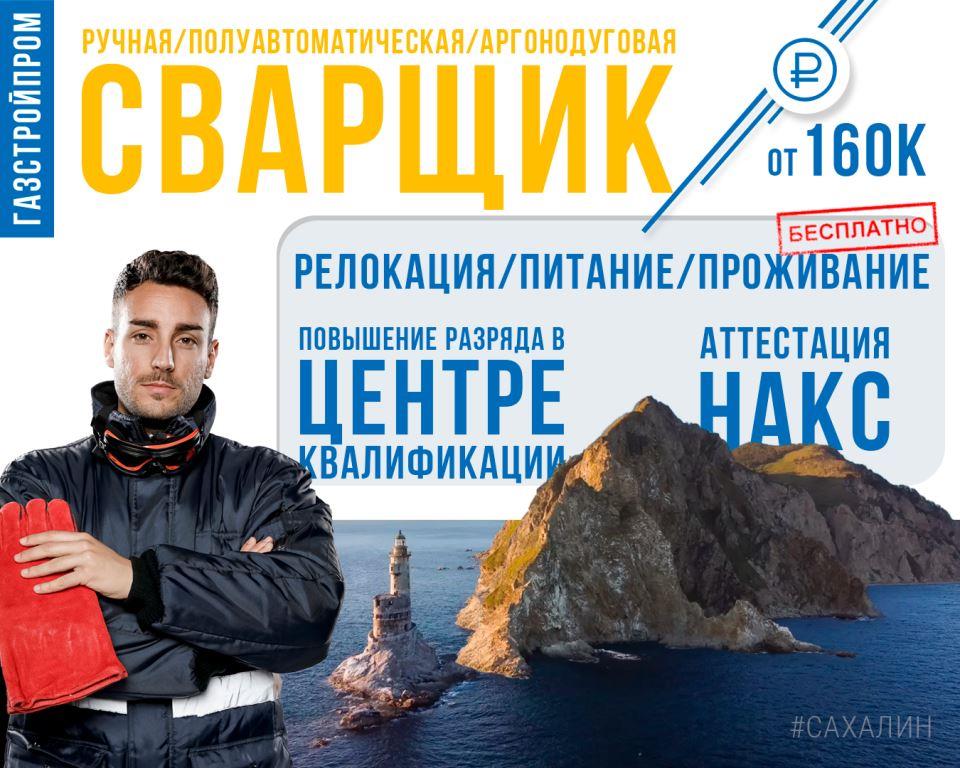 ГАЗСТРОЙПРОМ
РУЧНАЯ/ПОЛУАВТОМАТИЧЕСКАЯ/АРГОНОДУГОВАЯ
СВАРЩИК
₽
ОТ 160К
БЕСПЛАТНО
РЕЛОКАЦИЯ/ПИТАНИЕ/ПРОЖИВАНИЕ
ПОВЫШЕНИЕ РАЗРЯДА В
ЦЕНТРЕ
КВАЛИФИКАЦИИ
АТТЕСТАЦИЯ
НАКС
#САХАЛИН